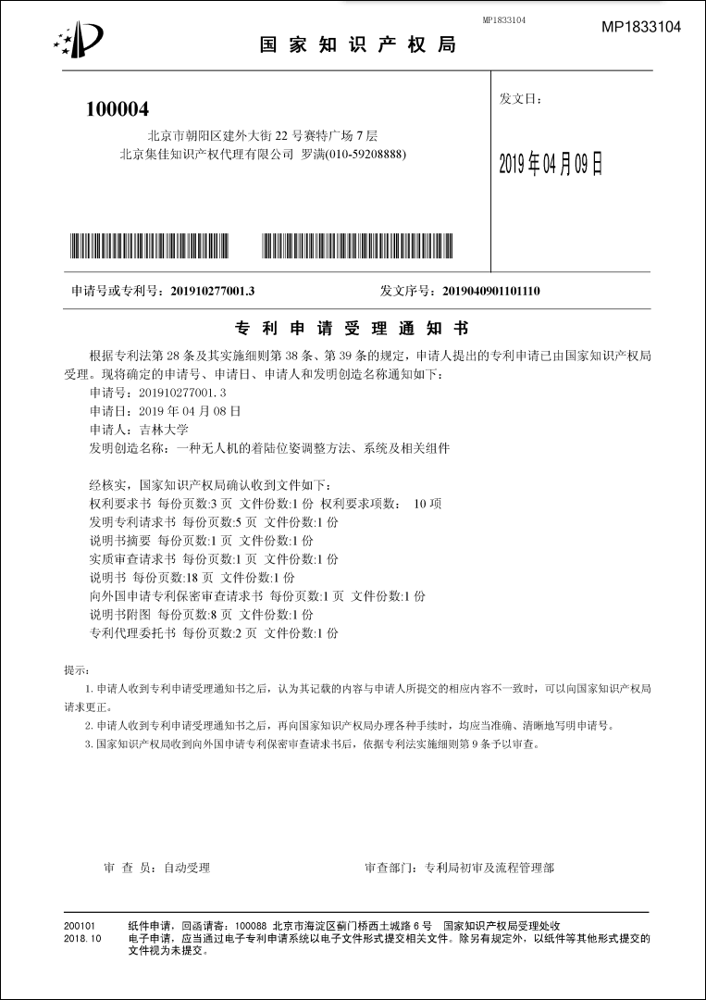 MP1833104
MP1833104
国家知识产权局
100004
北京市朝阳区建外大街 22 号赛特广场 7 层
北京集佳知识产权代理有限公司 罗满(010-59208888)
发文日：
2019 年 04 月 09 日
申请号或专利号：201910277001.3
发文序号：2019040901101110
专利申请受理通知书
根据专利法第 28 条及其实施细则第 38 条、第 39 条的规定，申请人提出的专利申请已由国家知识产权局
受理。现将确定的申请号、申请日、申请人和发明创造名称通知如下：
申请号：201910277001.3
申请日：2019 年 04 月 08 日
申请人：吉林大学
发明创造名称：一种无人机的着陆位姿调整方法、系统及相关组件
经核实，国家知识产权局确认收到文件如下：
权利要求书 每份页数:3 页 文件份数:1 份 权利要求项数： 10 项
发明专利请求书 每份页数:5 页 文件份数:1 份
说明书摘要 每份页数:1 页 文件份数:1 份
实质审查请求书 每份页数:1 页 文件份数:1 份
说明书 每份页数:18 页 文件份数:1 份
向外国申请专利保密审查请求书 每份页数:1 页 文件份数:1 份
说明书附图 每份页数:8 页 文件份数:1 份
专利代理委托书 每份页数:2 页 文件份数:1 份
提示：
1. 申请人收到专利申请受理通知书之后，认为其记载的内容与申请人所提交的相应内容不一致时，可以向国家知识产权局
请求更正。
2. 申请人收到专利申请受理通知书之后，再向国家知识产权局办理各种手续时，均应当准确、清晰地写明申请号。
3. 国家知识产权局收到向外国申请专利保密审查请求书后，依据专利法实施细则第 9 条予以审查。
审 查 员：自动受理
审查部门：专利局初审及流程管理部
200101
2018.10
纸件申请，回函请寄：100088 北京市海淀区蓟门桥西土城路 6 号 国家知识产权局受理处收
电子申请，应当通过电子专利申请系统以电子文件形式提交相关文件。除另有规定外，以纸件等其他形式提交的
文件视为未提交。